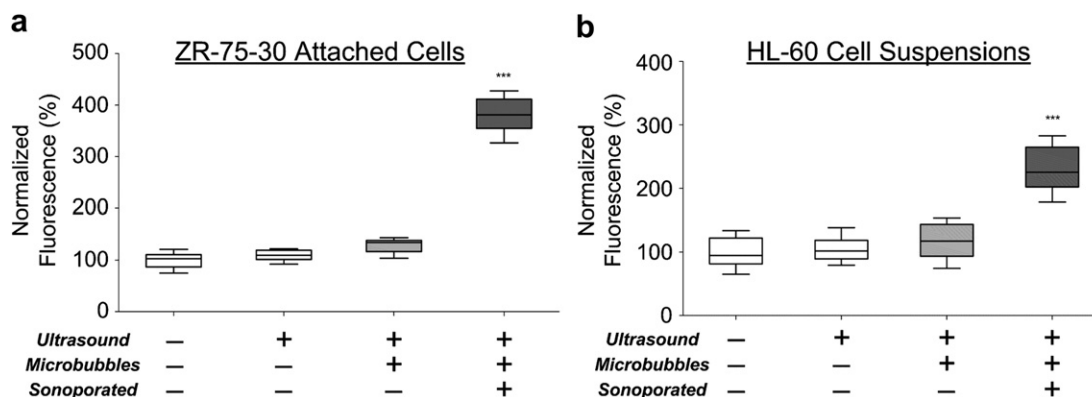 a
ZR-75-30 Attached Cells
Normalized
Fluorescence (%)
500
400
300
200
100
0
***
Ultrasound − + + +
Microbubbles − − + +
Sonoporated − − − +
b
HL-60 Cell Suspensions
Normalized
Fluorescence (%)
400
300
200
100
0
***
Ultrasound − + + +
Microbubbles − − + +
Sonoporated − − − +